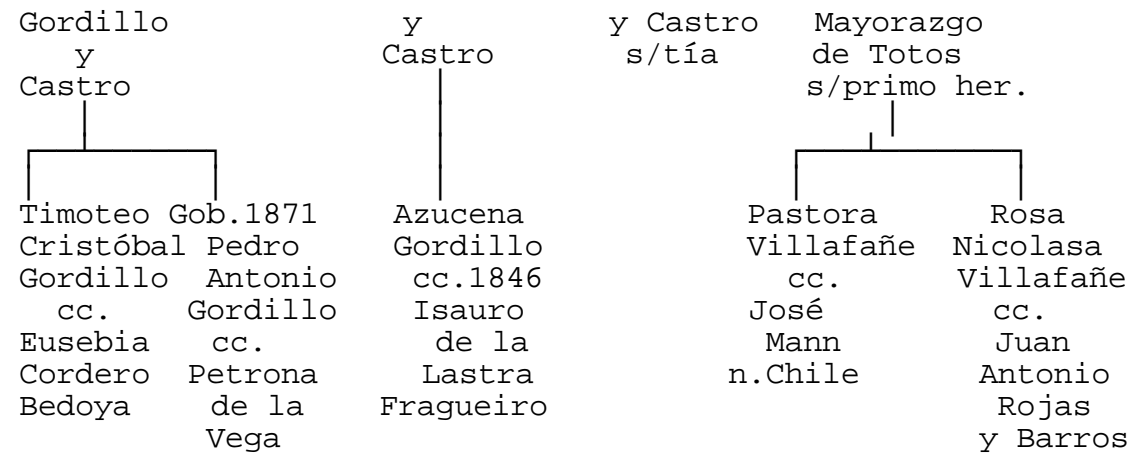 Gordillo y y Castro Mayorazgo
y Castro s/tía de Totos
Castro s/primo her.
Timoteo Gob.1871 Azucena Pastora Rosa
Cristóbal Pedro Gordillo Villafañe Nicolasa
Gordillo Antonio cc.1846 cc. Villafañe
cc. Gordillo Isauro José cc.
Eusebia cc. de la Mann Juan
Cordero Petrona Lastra n.Chile Antonio
Bedoya de la Fragueiro Rojas
Vega y Barros